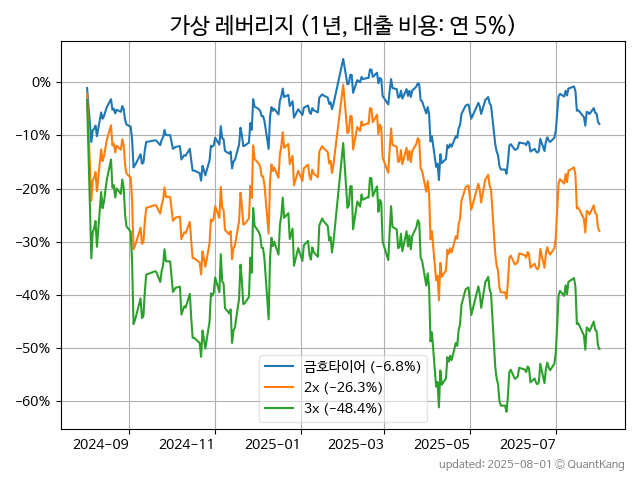 가상 레버리지 (1년, 대출 비용: 연 5%)
0%
−10%
−20%
−30%
−40%
−50%
−60%
금호타이어 (−6.8%)
2x (−26.3%)
3x (−48.4%)
2024-09 2024-11 2025-01 2025-03 2025-05 2025-07
updated: 2025-08-01 © QuantKang